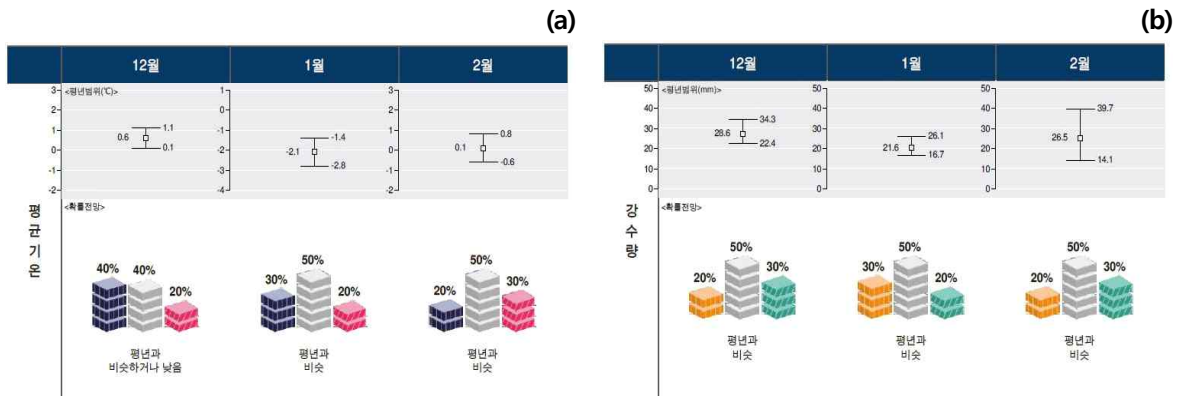 (a)
12월 1월 2월
평균기온
<평년범위(℃)>
3 2 1 0 -1 -2
0.6 1.1 0.1
1 0 -1 -2 -3 -4
-2.1 -1.4 -2.8
3 2 1 0 -1 -2
0.1 0.8 -0.6
<확률전망>
40% 40% 20%
평년과
비슷하거나 낮음
30% 50% 20%
평년과
비슷
20% 50% 30%
평년과
비슷
(b)
12월 1월 2월
강수량
<평년범위(mm)>
50 40 30 20 10 0
28.6 34.3 22.4
50 40 30 20 10 0
21.6 26.1 16.7
50 40 30 20 10 0
26.5 39.7 14.1
<확률전망>
20% 50% 30%
평년과
비슷
30% 50% 20%
평년과
비슷
20% 50% 30%
평년과
비슷